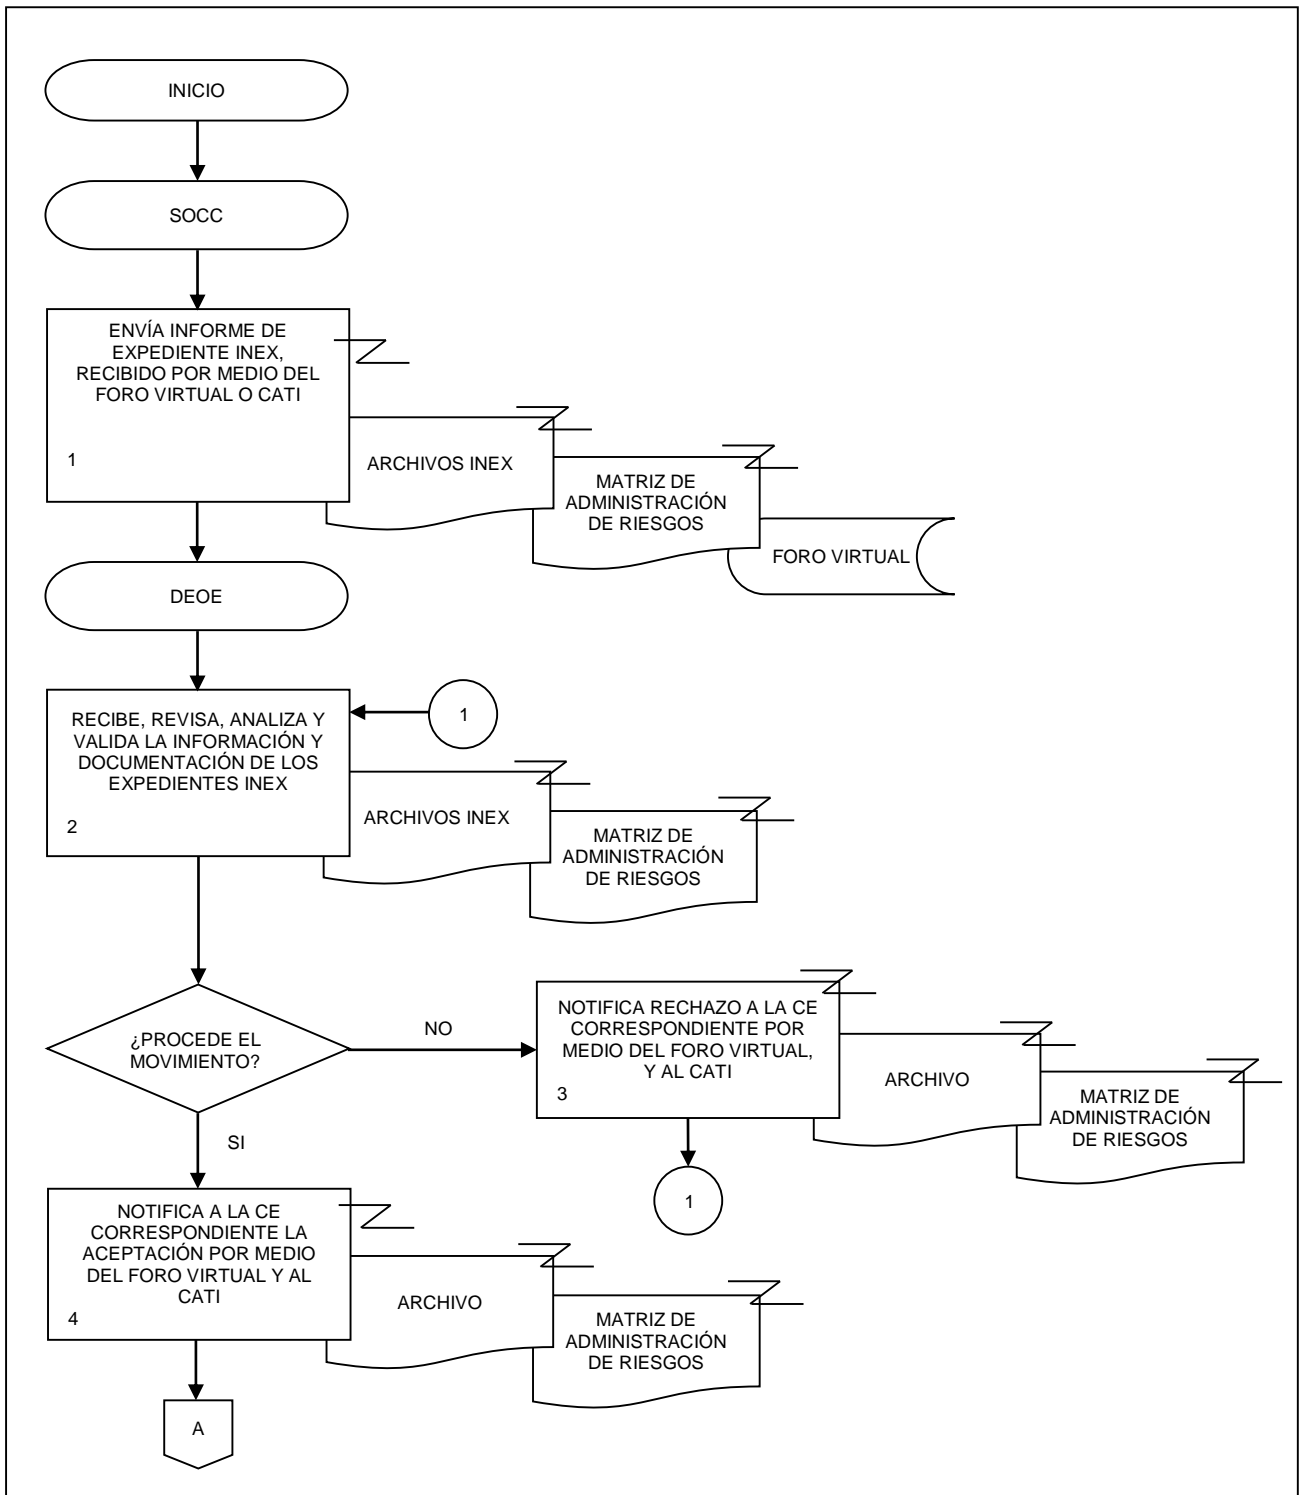 INICIO
SOCC
ENVÍA INFORME DE
EXPEDIENTE INEX,
RECIBIDO POR MEDIO DEL
FORO VIRTUAL O CATI
1
ARCHIVOS INEX
MATRIZ DE
ADMINISTRACIÓN
DE RIESGOS
FORO VIRTUAL
DEOE
RECIBE, REVISA, ANALIZA Y
VALIDA LA INFORMACIÓN Y
DOCUMENTACIÓN DE LOS
EXPEDIENTES INEX
2
1
ARCHIVOS INEX
MATRIZ DE
ADMINISTRACIÓN
DE RIESGOS
¿PROCEDE EL
MOVIMIENTO?
NO
NOTIFICA RECHAZO A LA CE
CORRESPONDIENTE POR
MEDIO DEL FORO VIRTUAL,
Y AL CATI
3
ARCHIVO
MATRIZ DE
ADMINISTRACIÓN
DE RIESGOS
1
SI
NOTIFICA A LA CE
CORRESPONDIENTE LA
ACEPTACIÓN POR MEDIO
DEL FORO VIRTUAL Y AL
CATI
4
ARCHIVO
MATRIZ DE
ADMINISTRACIÓN
DE RIESGOS
A